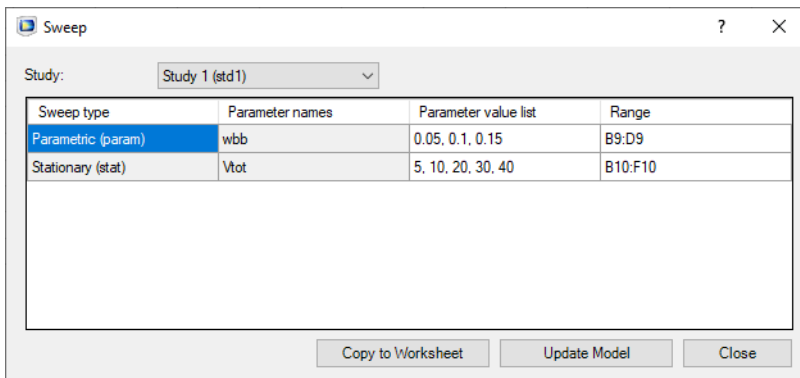 Sweep ? ×
Study: Study 1 (std1)
Sweep type Parameter names Parameter value list Range
Parametric (param) wbb 0.05, 0.1, 0.15 B9:D9
Stationary (stat) Vtot 5, 10, 20, 30, 40 B10:F10
Copy to Worksheet Update Model Close